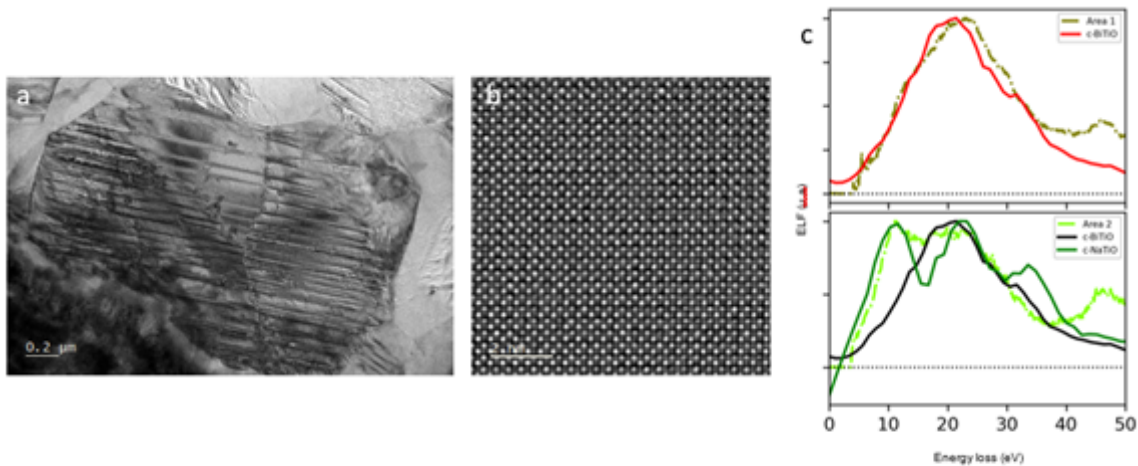 a
0.2 µm
b
c
Area 1
c-BiTiO
ELF (u.a)
Area 2
c-BiTiO
c-NaTiO
0 10 20 30 40 50
Energy loss (eV)